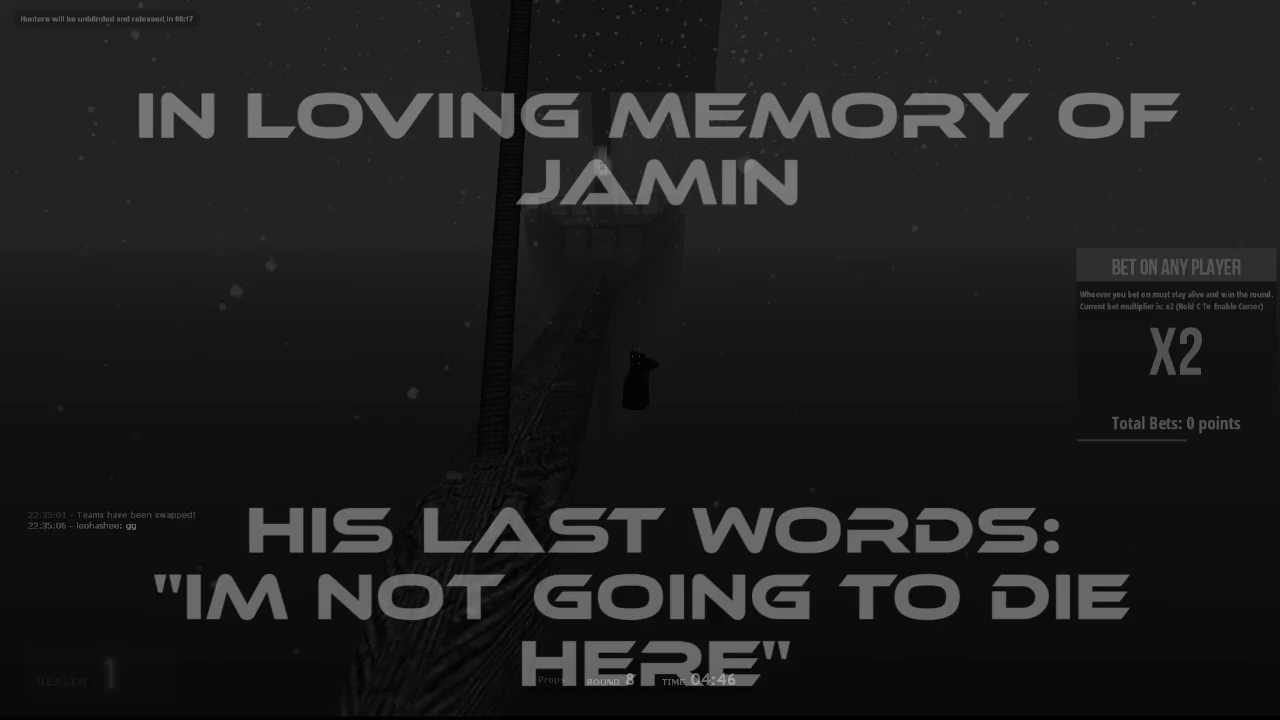 Hunters will be unblinded and released in 00:17
IN LOVING MEMORY OF
JAMIN
BET ON ANY PLAYER
Whoever you bet on must stay alive and win the round.
Current bet multiplier is: x2 (Hold C To Enable Cursor)
X2
Total Bets: 0 points
22:35:01 - Teams have been swapped!
22:35:06 - leohashee: gg
HIS LAST WORDS:
"IM NOT GOING TO DIE
HERE"
HEALTH 1
Props ROUND 8 TIME 04:46